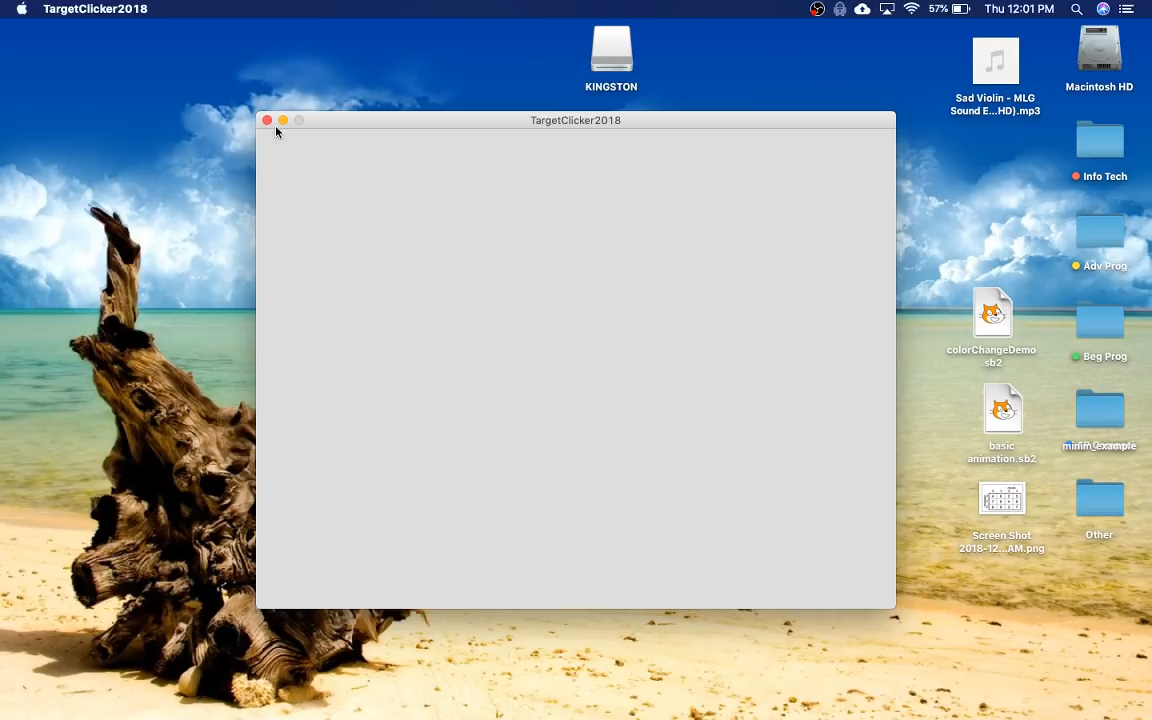 TargetClicker2018
57%
Thu 12:01 PM
KINGSTON
Sad Violin - MLG
Sound E...HD).mp3
Macintosh HD
TargetClicker2018
Info Tech
Adv Prog
colorChangeDemo
.sb2
Beg Prog
basic
animation.sb2
minim_example
Screen Shot
2018-12...AM.png
Other